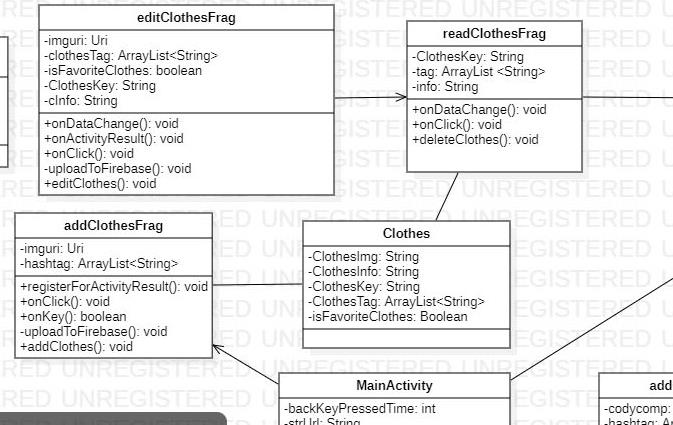 editClothesFrag
-imguri: Uri
-clothesTag: ArrayList<String>
-isFavoriteClothes: boolean
-ClothesKey: String
-cInfo: String
+onDataChange(): void
+onActivityResult(): void
+onClick(): void
-uploadToFirebase(): void
+editClothes(): void
readClothesFrag
-ClothesKey: String
-tag: ArrayList <String>
-info: String
+onDataChange(): void
+onClick(): void
+deleteClothes(): void
addClothesFrag
-imguri: Uri
-hashtag: ArrayList<String>
+registerForActivityResult(): void
+onClick(): void
+onKey(): boolean
-uploadToFirebase(): void
+addClothes(): void
Clothes
-ClothesImg: String
-ClothesInfo: String
-ClothesKey: String
-ClothesTag: ArrayList<String>
-isFavoriteClothes: Boolean
MainActivity
-backKeyPressedTime: int
-strUrl: String
add
-codycomp:
-hashtag: A
UNREGISTERED